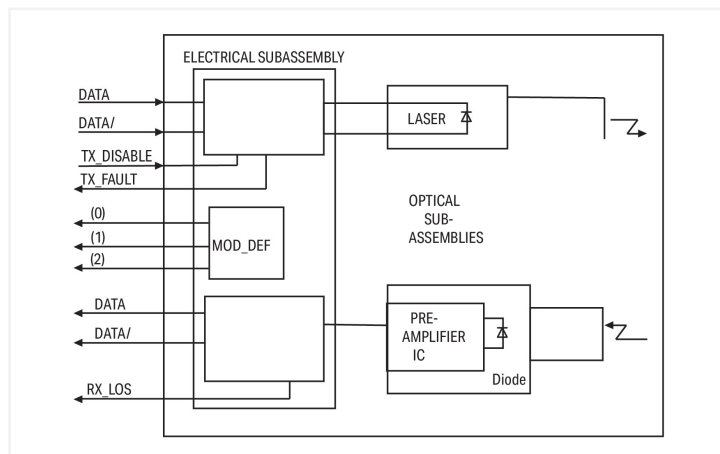 ELECTRICAL SUBASSEMBLY
DATA
DATA/
TX_DISABLE
TX_FAULT
LASER
(0)
(1)
(2)
MOD_DEF
OPTICAL
SUB-
ASSEMBLIES
DATA
DATA/
RX_LOS
PRE-
AMPLIFIER
IC
Diode